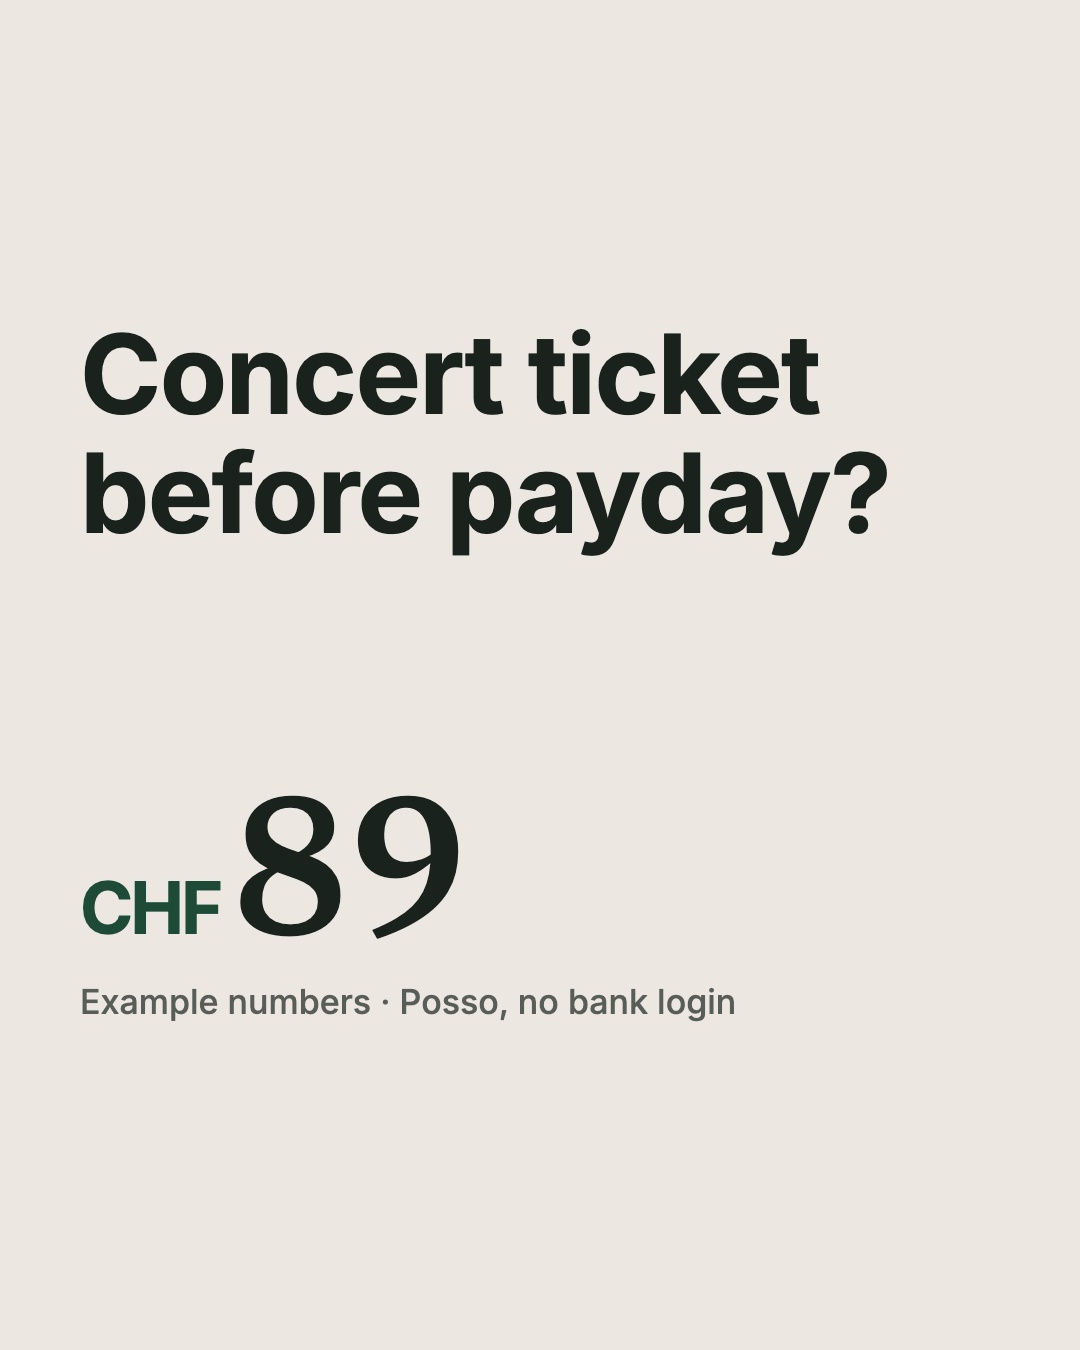 Concert ticket
before payday?
CHF 89
Example numbers · Posso, no bank login